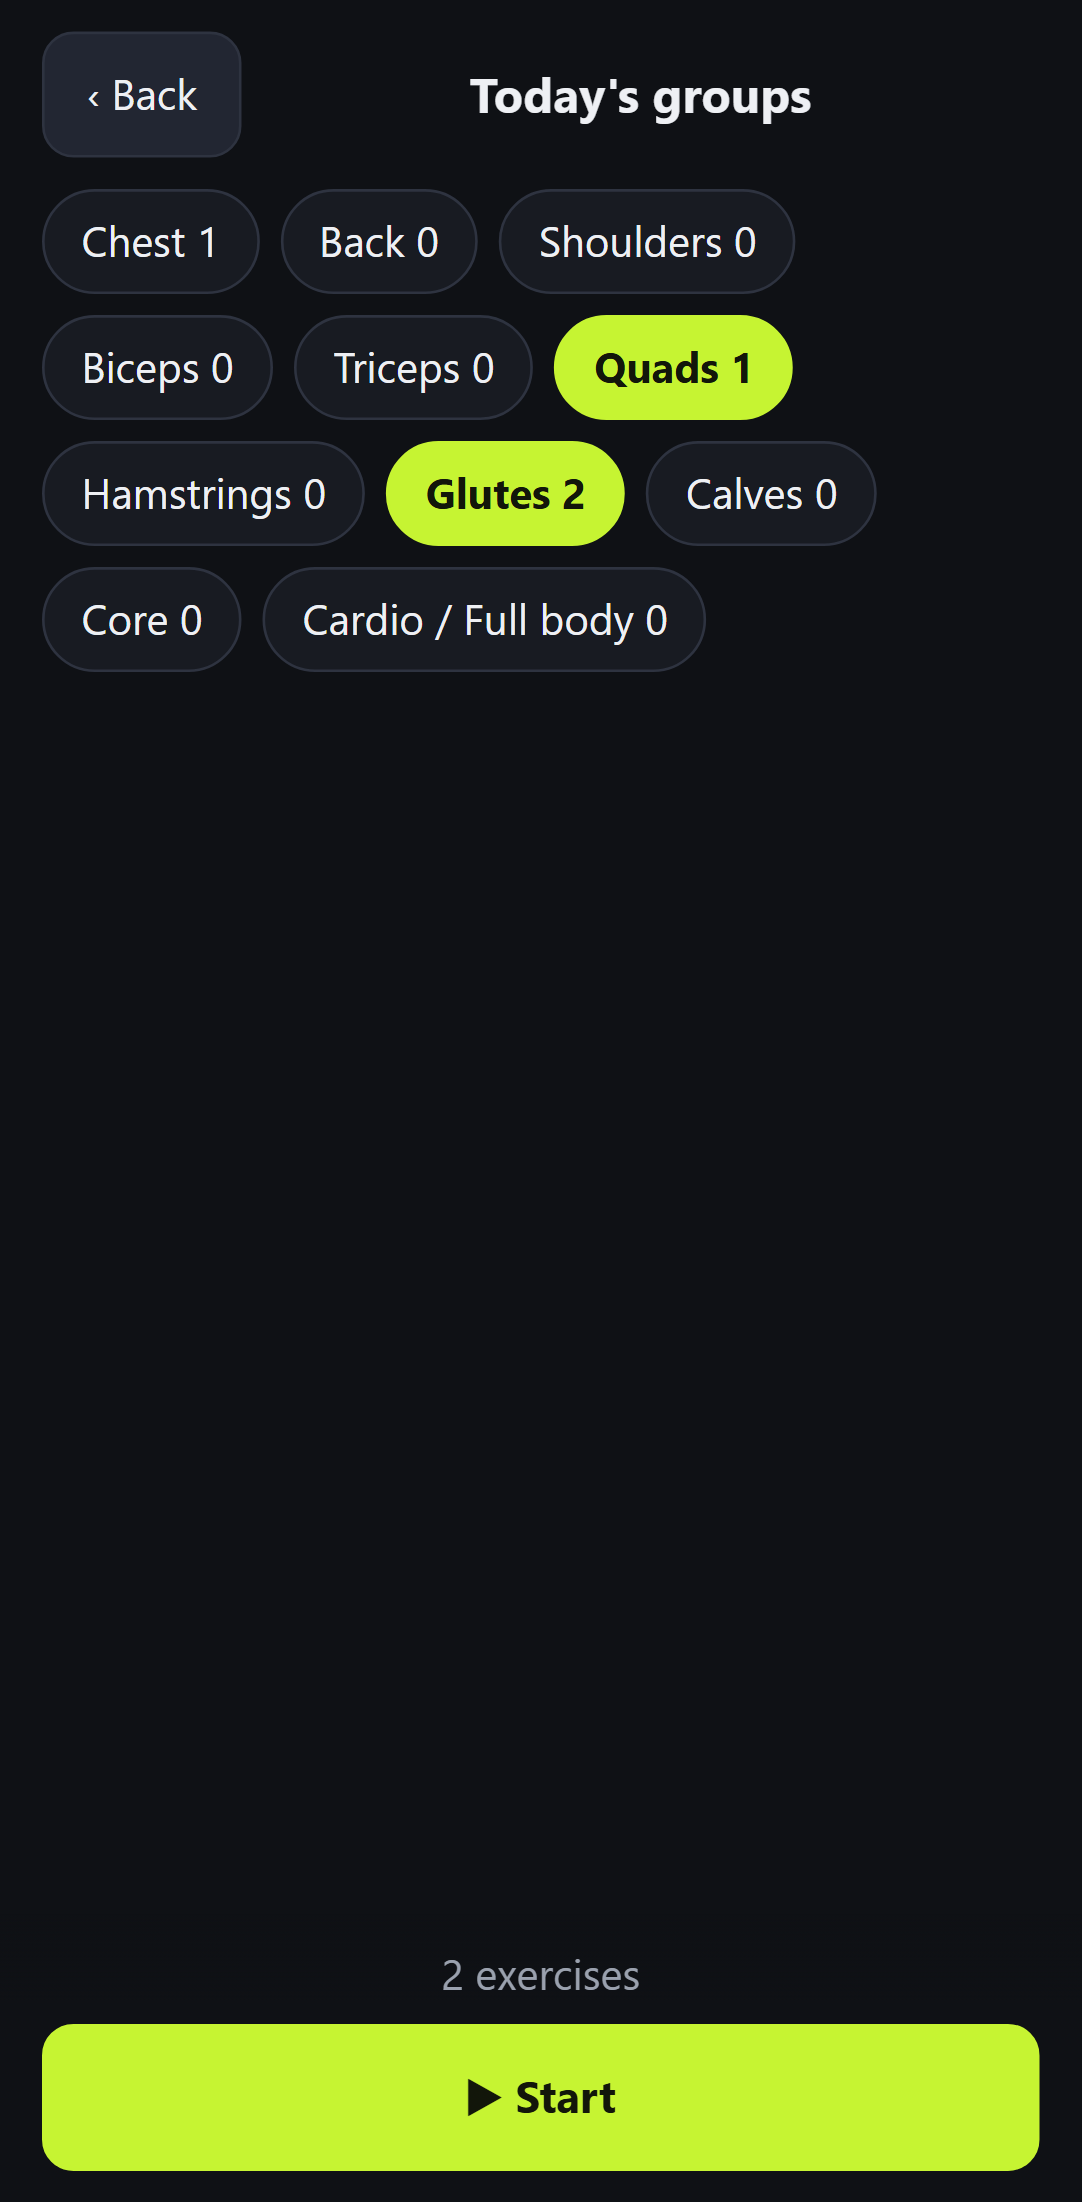 ‹ Back
Today's groups
Chest 1
Back 0
Shoulders 0
Biceps 0
Triceps 0
Quads 1
Hamstrings 0
Glutes 2
Calves 0
Core 0
Cardio / Full body 0
2 exercises
▶ Start